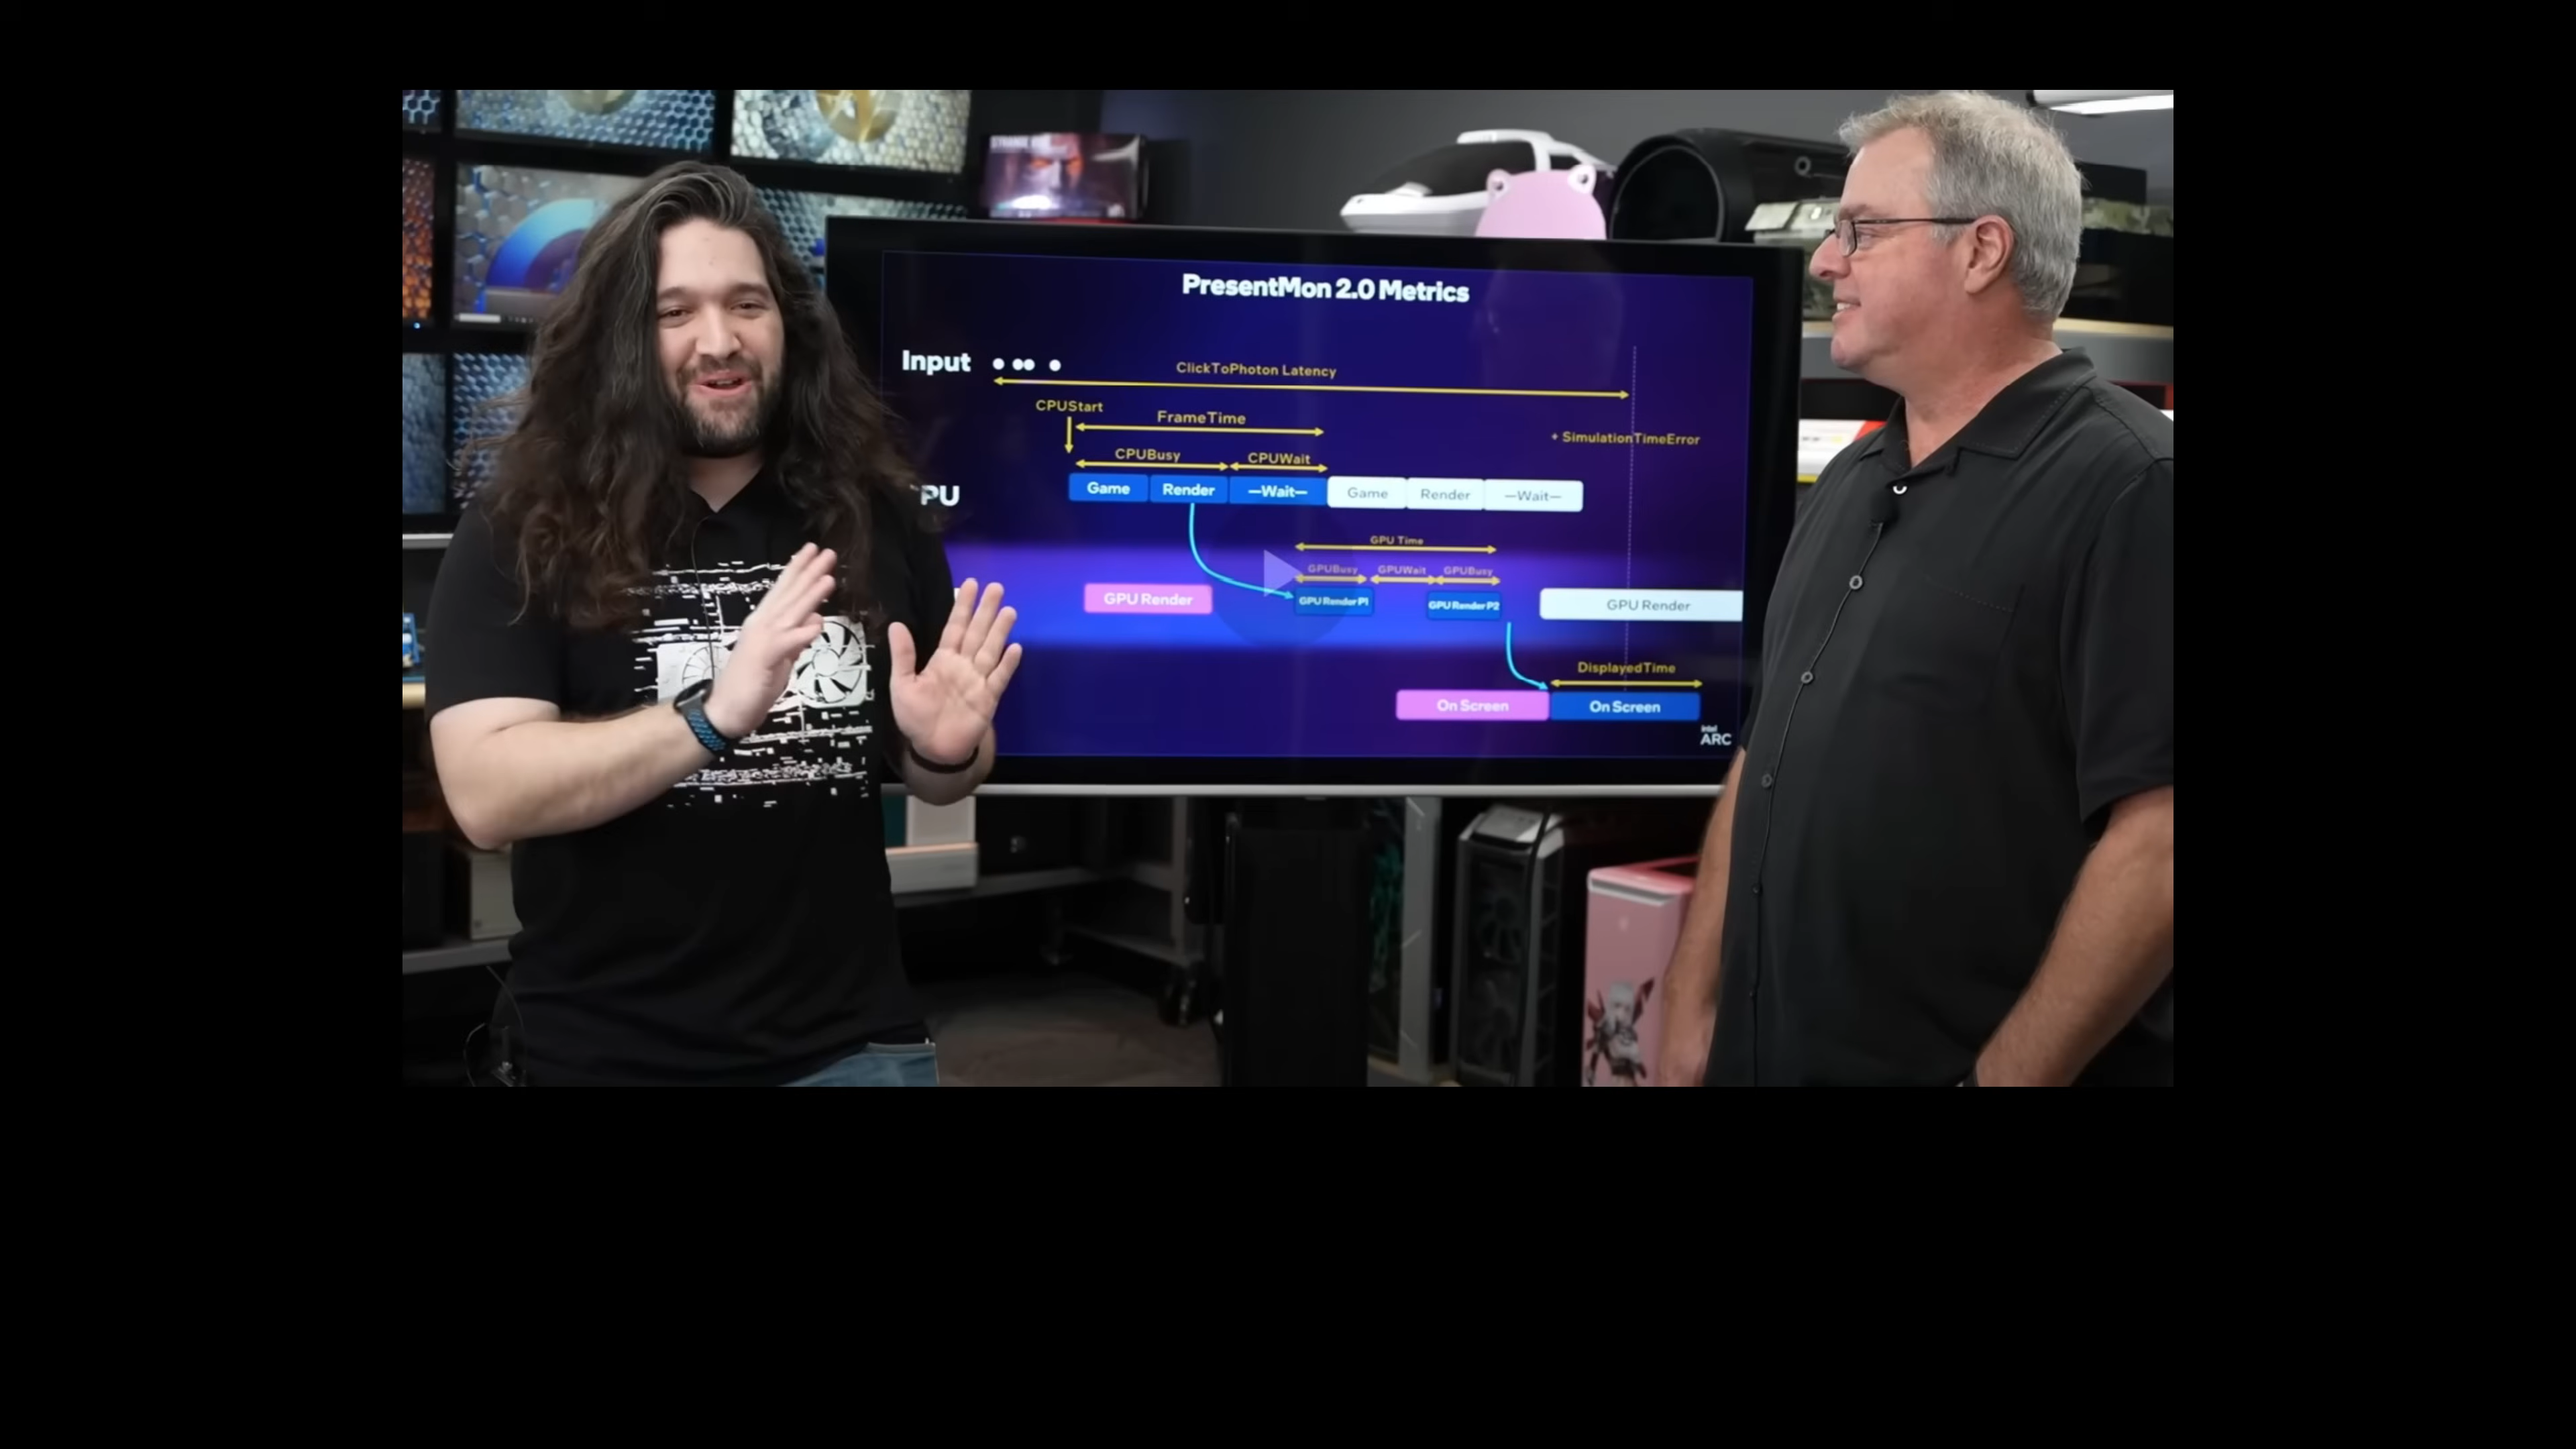 PresentMon 2.0 Metrics
Input
ClickToPhoton Latency
CPUStart
FrameTime
+ SimulationTimeError
CPUBusy
CPUWait
PU
Game
Render
—Wait—
Game
Render
—Wait—
GPU Time
GPUBusy
GPUWait
GPUBusy
GPU Render
GPU Render P1
GPU Render P2
GPU Render
DisplayedTime
On Screen
On Screen
intel
ARC